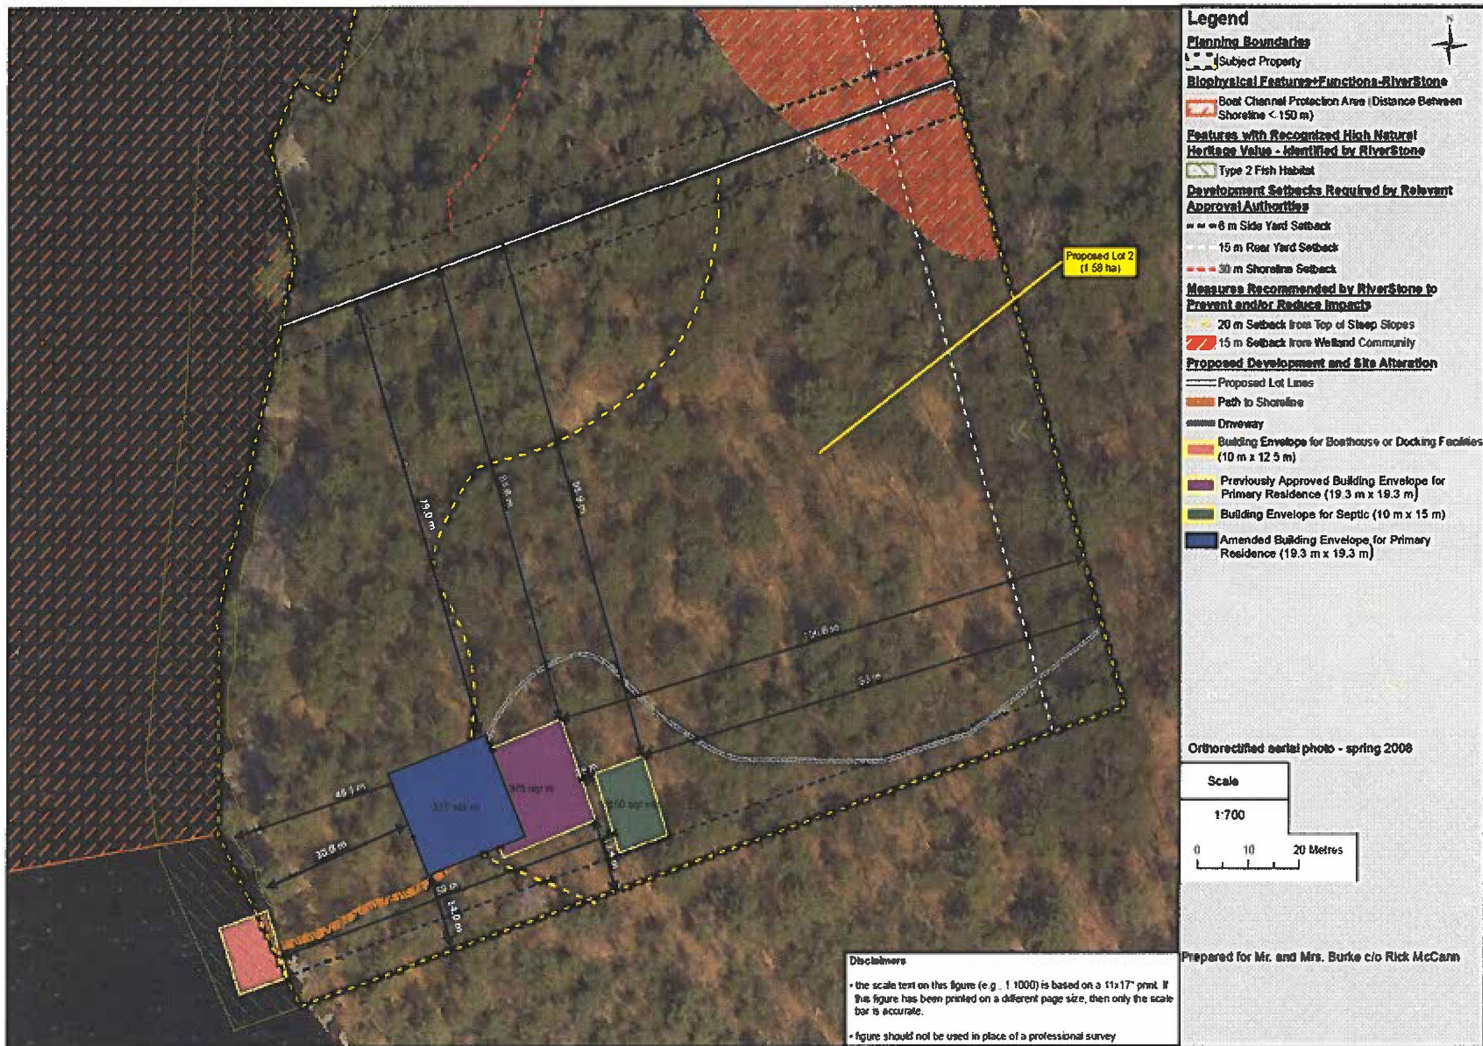 Legend
N
Planning Boundaries
Subject Property
Biophysical Features+Functions-RiverStone
Boat Channel Protection Area (Distance Between
Shoreline < 150 m)
Features with Recognized High Natural
Heritage Value - Identified by RiverStone
Type 2 Fish Habitat
Development Setbacks Required by Relevant
Approval Authorities
6 m Side Yard Setback
15 m Rear Yard Setback
30 m Shoreline Setback
Measures Recommended by RiverStone to
Prevent and/or Reduce Impacts
20 m Setback from Top of Steep Slopes
15 m Setback from Wetland Community
Proposed Development and Site Alteration
Proposed Lot Lines
Path to Shoreline
Driveway
Building Envelope for Boathouse or Docking Facilities
(10 m x 12.5 m)
Previously Approved Building Envelope for
Primary Residence (19.3 m x 19.3 m)
Building Envelope for Septic (10 m x 15 m)
Amended Building Envelope for Primary
Residence (19.3 m x 19.3 m)
Orthorectified aerial photo - spring 2008
Scale
1:700
0 10 20 Metres
Prepared for Mr. and Mrs. Burke c/o Rick McCann
Proposed Lot 2
(1.58 ha)
79.0 m
14.0 m
Disclaimers
• the scale text on this figure (e.g., 1:1000) is based on a 11x17" print. If
this figure has been printed on a different page size, then only the scale
bar is accurate.
• figure should not be used in place of a professional survey